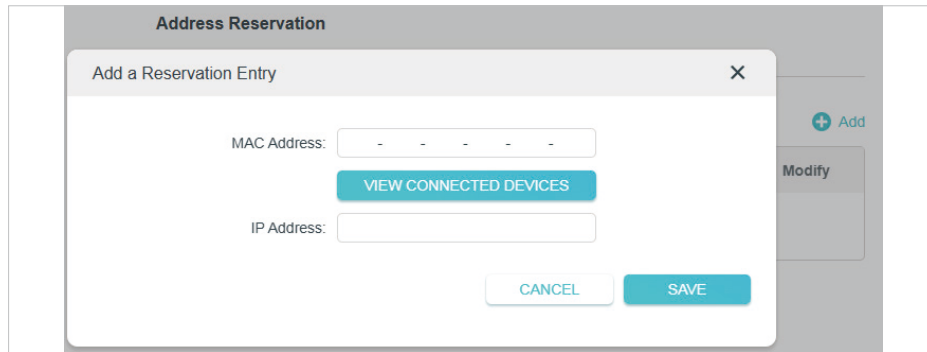 Address Reservation
Add a Reservation Entry ×
Add
MAC Address: - - - - -
VIEW CONNECTED DEVICES
Modify
IP Address:
CANCEL SAVE